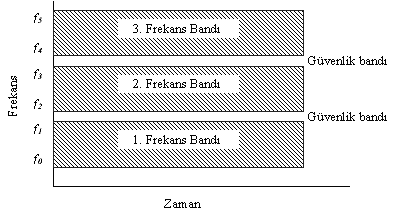 f5
3. Frekans Bandı
f4
Güvenlik bandı
f3
2. Frekans Bandı
f2
Güvenlik bandı
f1
1. Frekans Bandı
f0
Frekans
Zaman